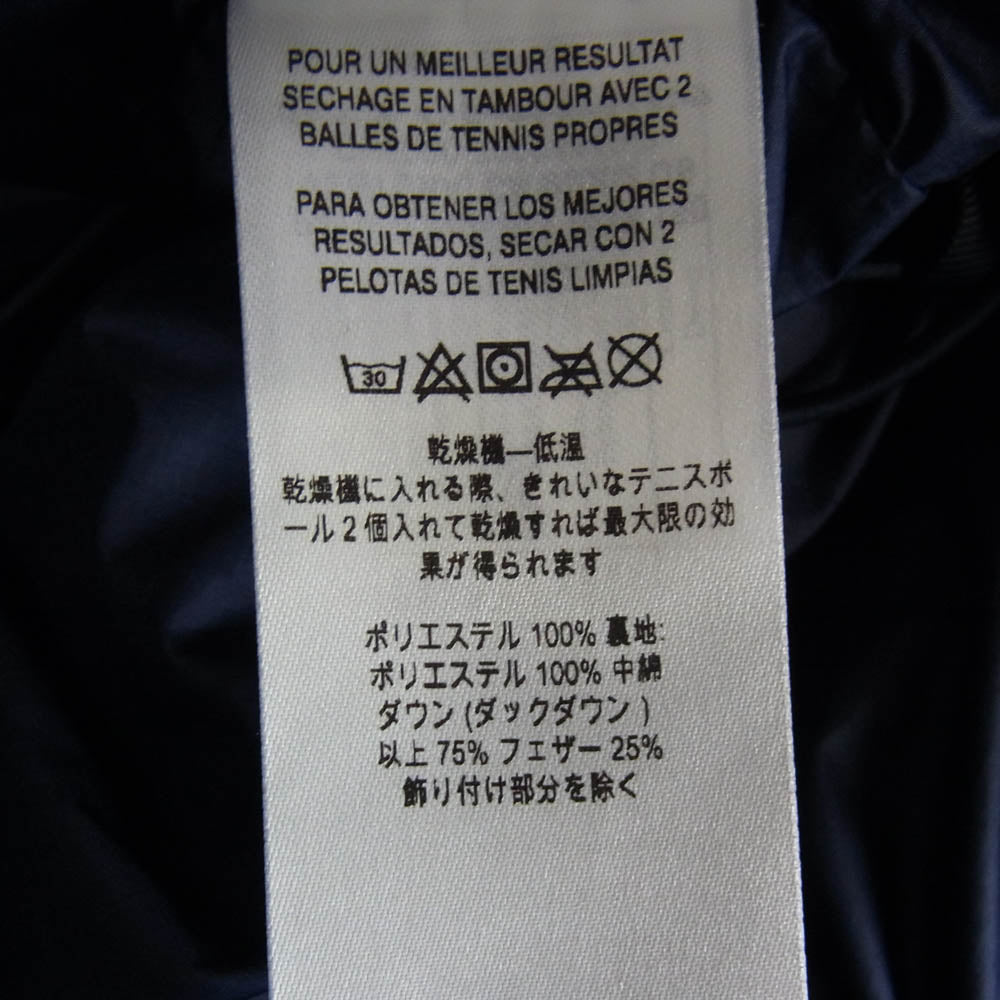 POUR UN MEILLEUR RESULTAT
SECHAGE EN TAMBOUR AVEC 2
BALLES DE TENNIS PROPRES
PARA OBTENER LOS MEJORES
RESULTADOS, SECAR CON 2
PELOTAS DE TENIS LIMPIAS
30
乾燥機—低温
乾燥機に入れる際、きれいなテニスボ
ール2個入れて乾燥すれば最大限の効
果が得られます
ポリエステル 100% 裏地:
ポリエステル 100% 中綿
ダウン (ダックダウン )
以上 75% フェザー 25%
飾り付け部分を除く